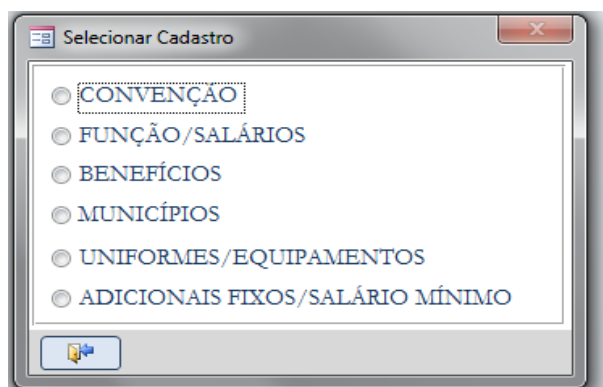 Selecionar Cadastro
CONVENÇÃO
FUNÇÃO/SALÁRIOS
BENEFÍCIOS
MUNICÍPIOS
UNIFORMES/EQUIPAMENTOS
ADICIONAIS FIXOS/SALÁRIO MÍNIMO